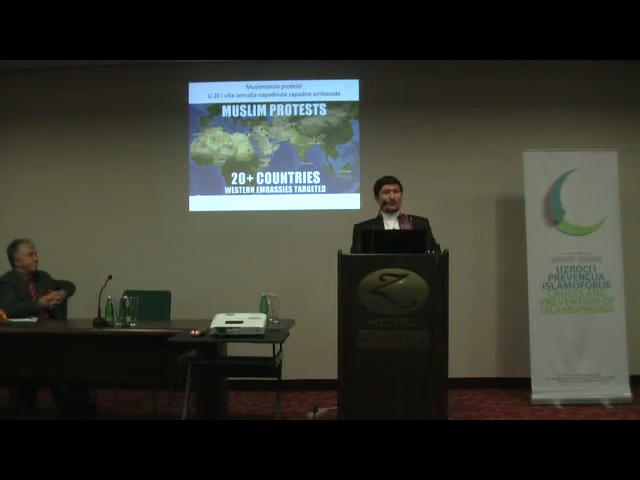 Muslimanski protesti
U 20 i više zemalja napadnute zapadne ambasade
MUSLIM PROTESTS
20+ COUNTRIES
WESTERN EMBASSIES TARGETED
UZROCI I
PREVENCIJA
ISLAMOFOBIJE
CAUSES AND
PREVENTION OF
ISLAMOPHOBIA
HOTEL